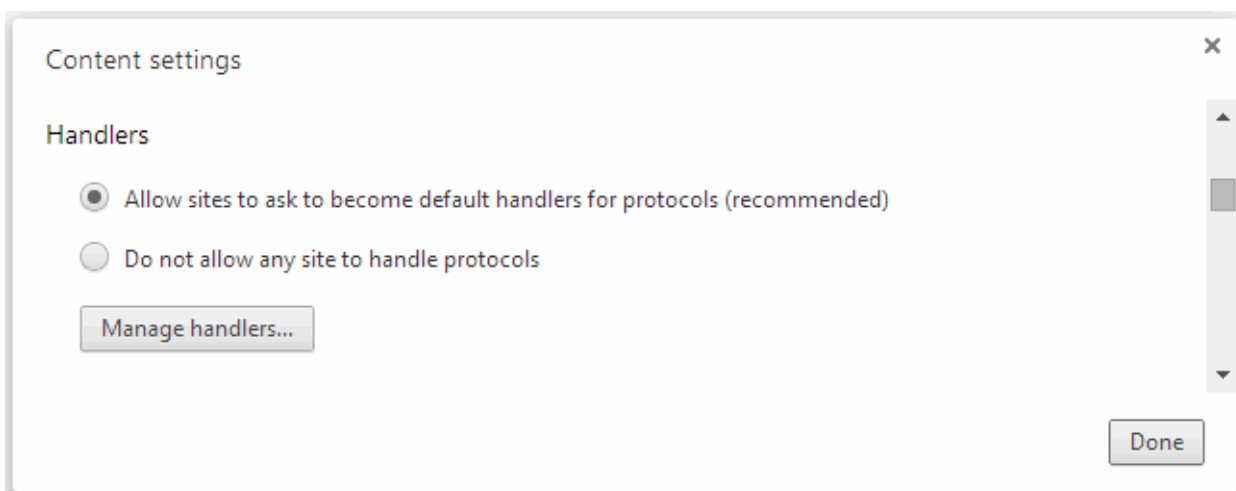 Content settings
Handlers
Allow sites to ask to become default handlers for protocols (recommended)
Do not allow any site to handle protocols
Manage handlers...
Done